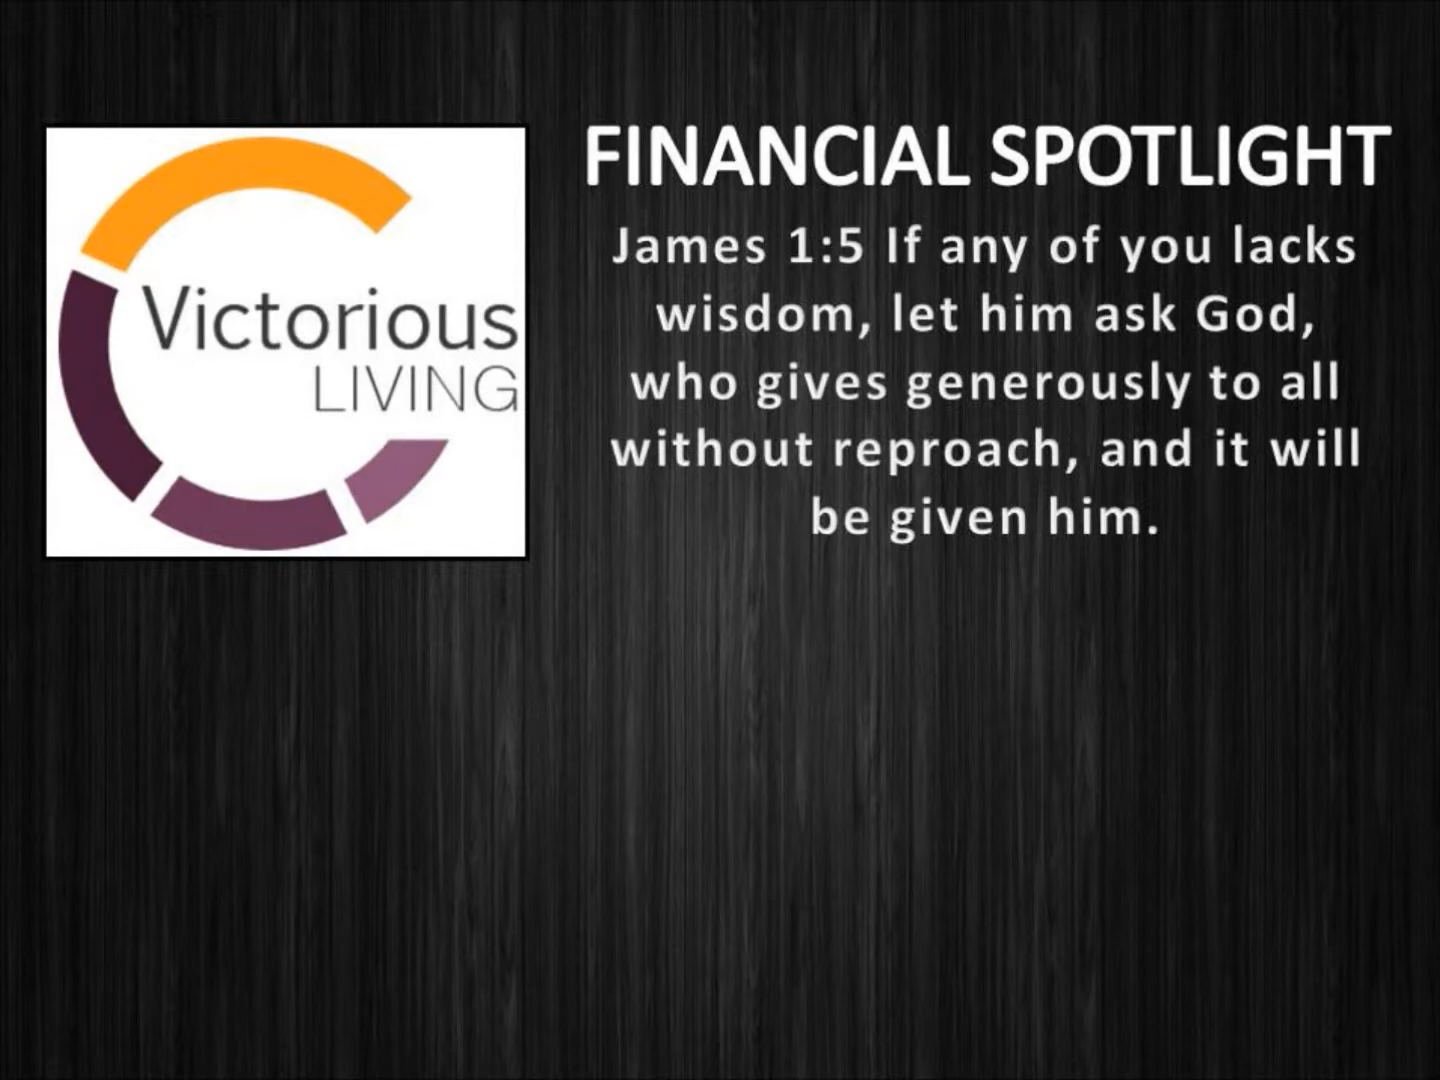 Victorious
LIVING
FINANCIAL SPOTLIGHT
James 1:5 If any of you lacks
wisdom, let him ask God,
who gives generously to all
without reproach, and it will
be given him.